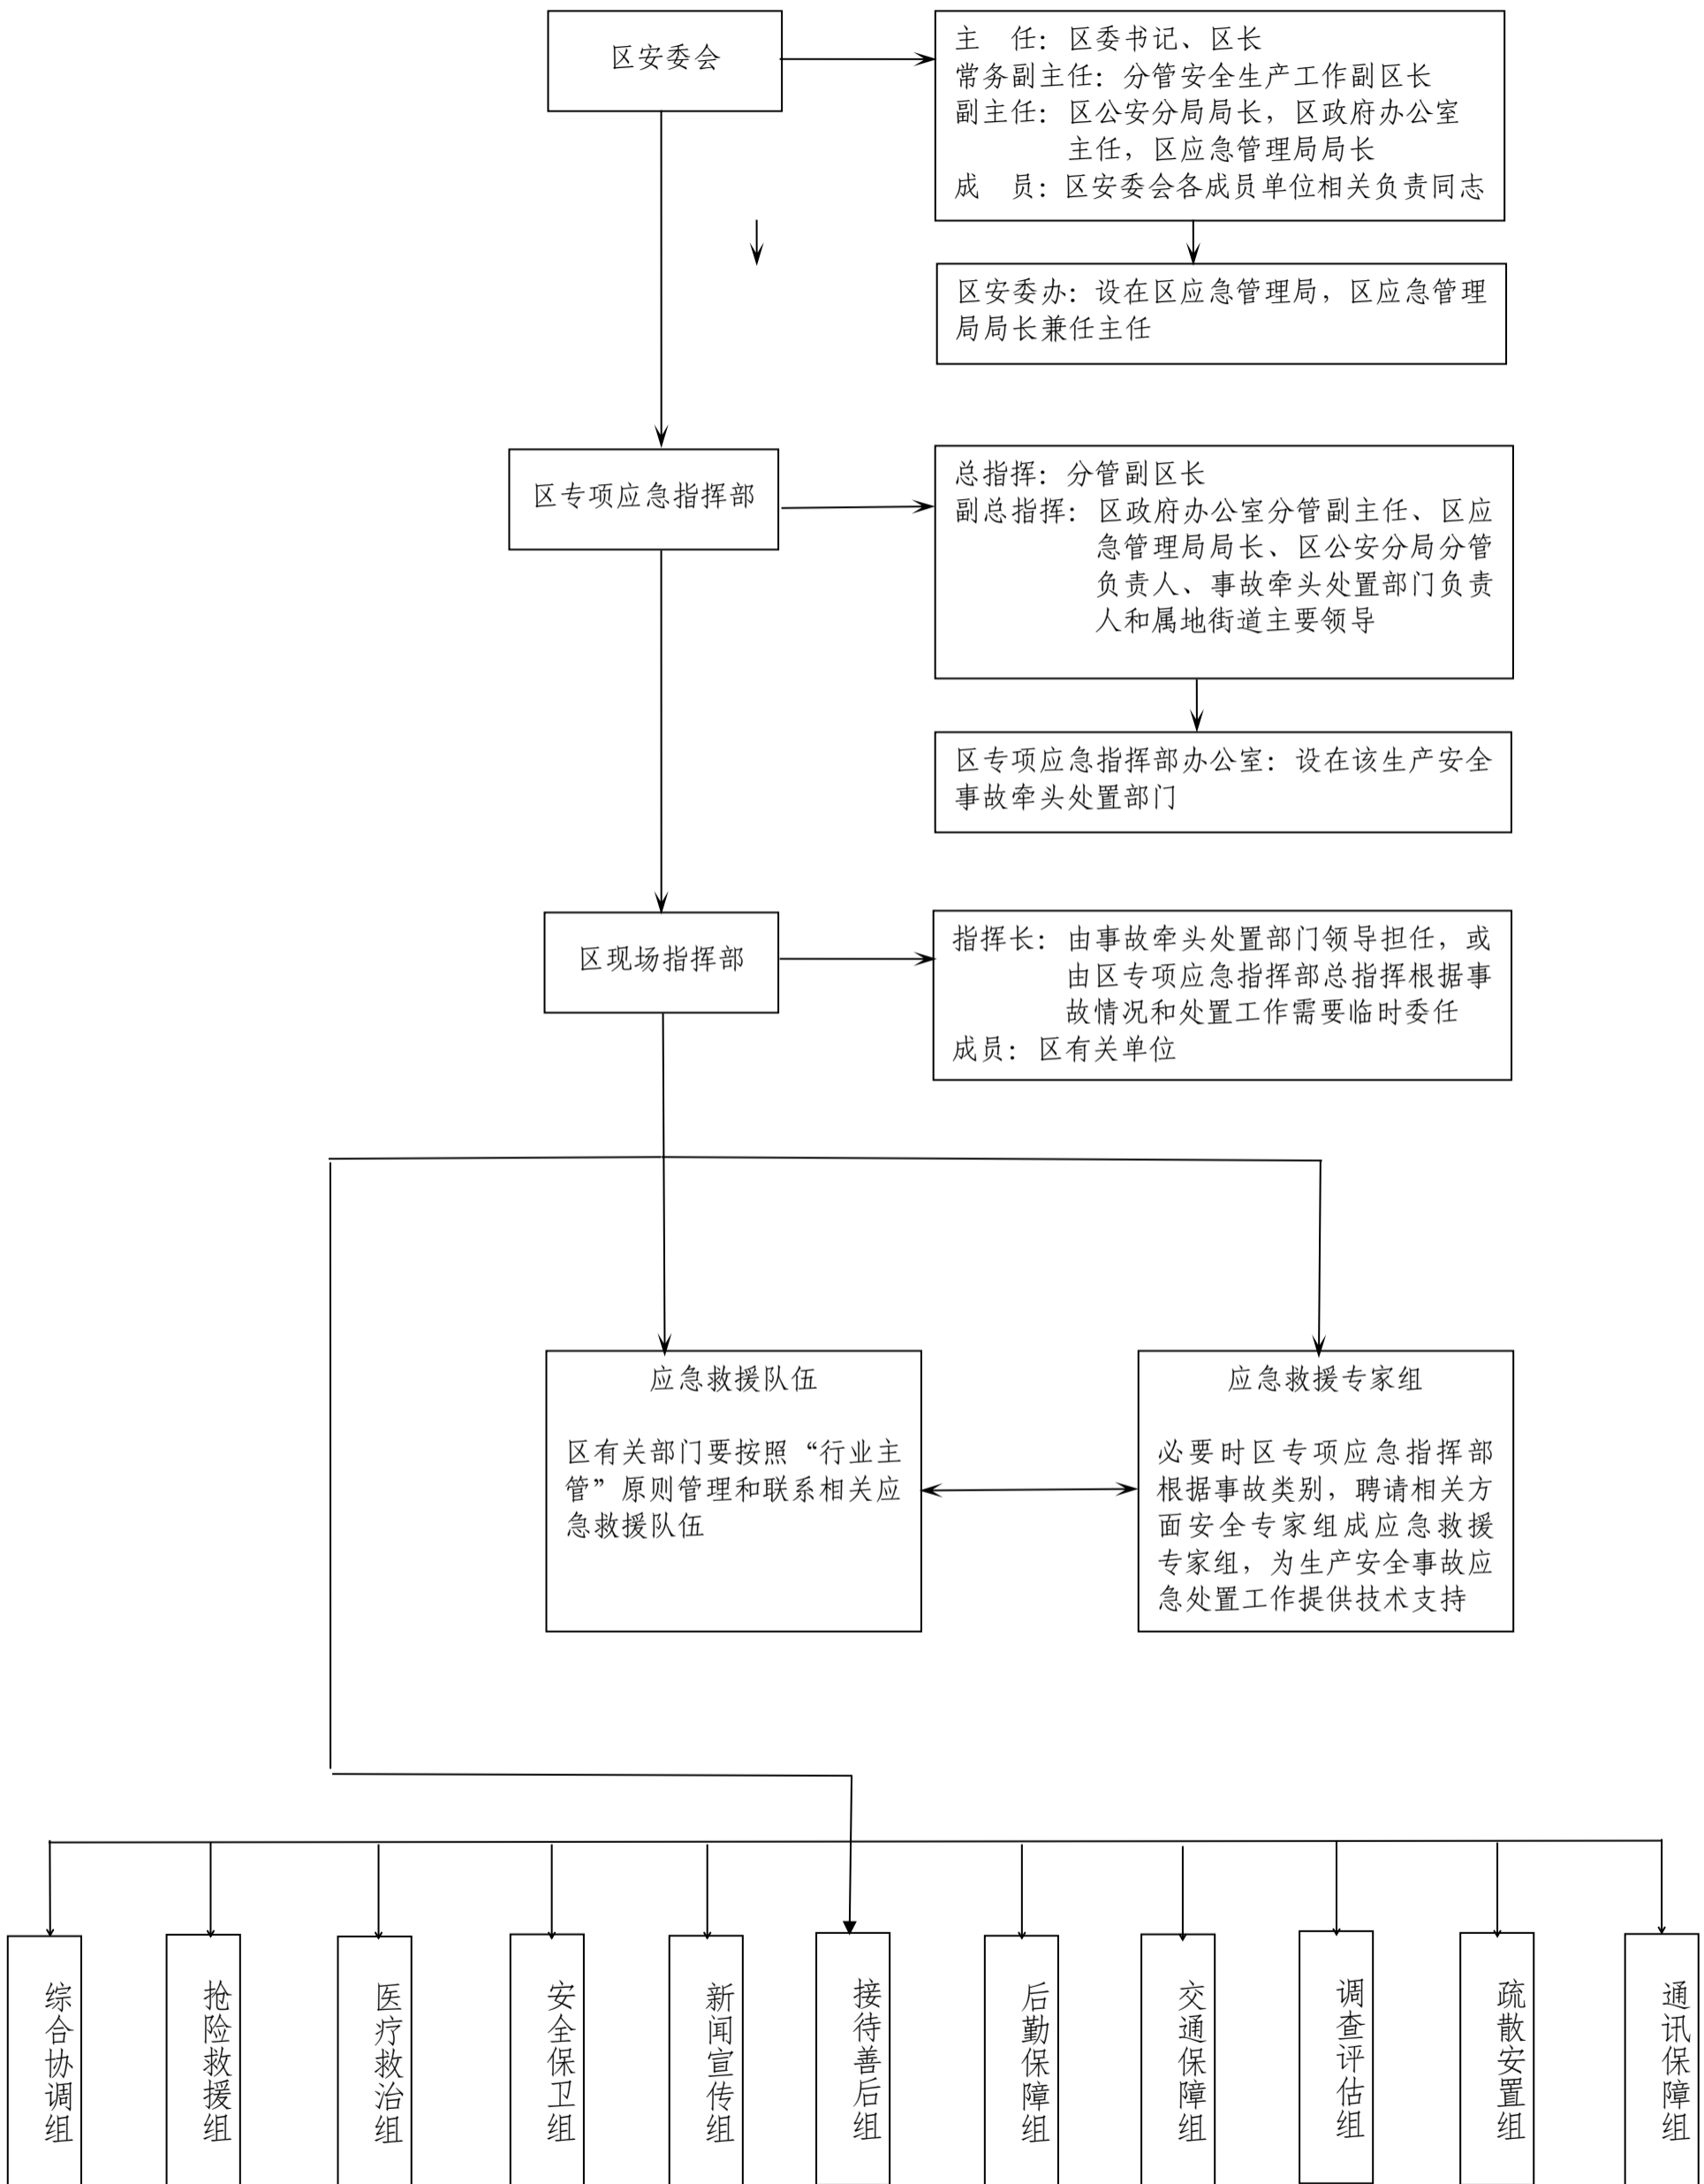 区安委会
主　任：区委书记、区长
常务副主任：分管安全生产工作副区长
副主任：区公安分局局长，区政府办公室
主任，区应急管理局局长
成　员：区安委会各成员单位相关负责同志
区安委办：设在区应急管理局，区应急管理
局局长兼任主任
区专项应急指挥部
总指挥：分管副区长
副总指挥：区政府办公室分管副主任、区应
急管理局局长、区公安分局分管
负责人、事故牵头处置部门负责
人和属地街道主要领导
区专项应急指挥部办公室：设在该生产安全
事故牵头处置部门
区现场指挥部
指挥长：由事故牵头处置部门领导担任，或
由区专项应急指挥部总指挥根据事
故情况和处置工作需要临时委任
成员：区有关单位
应急救援队伍
区有关部门要按照“行业主
管”原则管理和联系相关应
急救援队伍
应急救援专家组
必要时区专项应急指挥部
根据事故类别，聘请相关方
面安全专家组成应急救援
专家组，为生产安全事故应
急处置工作提供技术支持
综合协调组
抢险救援组
医疗救治组
安全保卫组
新闻宣传组
接待善后组
后勤保障组
交通保障组
调查评估组
疏散安置组
通讯保障组